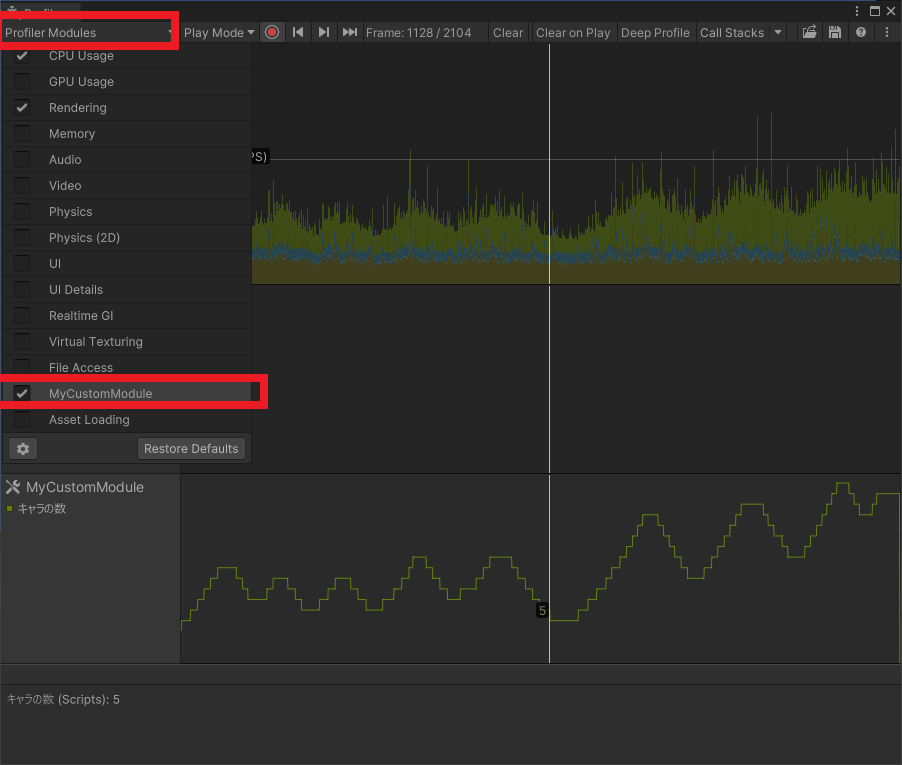 Profiler
Profiler Modules
Play Mode
Frame: 1128 / 2104
Clear
Clear on Play
Deep Profile
Call Stacks
CPU Usage
GPU Usage
Rendering
Memory
Audio
PS)
Video
Physics
Physics (2D)
UI
UI Details
Realtime GI
Virtual Texturing
File Access
MyCustomModule
Asset Loading
Restore Defaults
MyCustomModule
キャラの数
5
キャラの数 (Scripts): 5